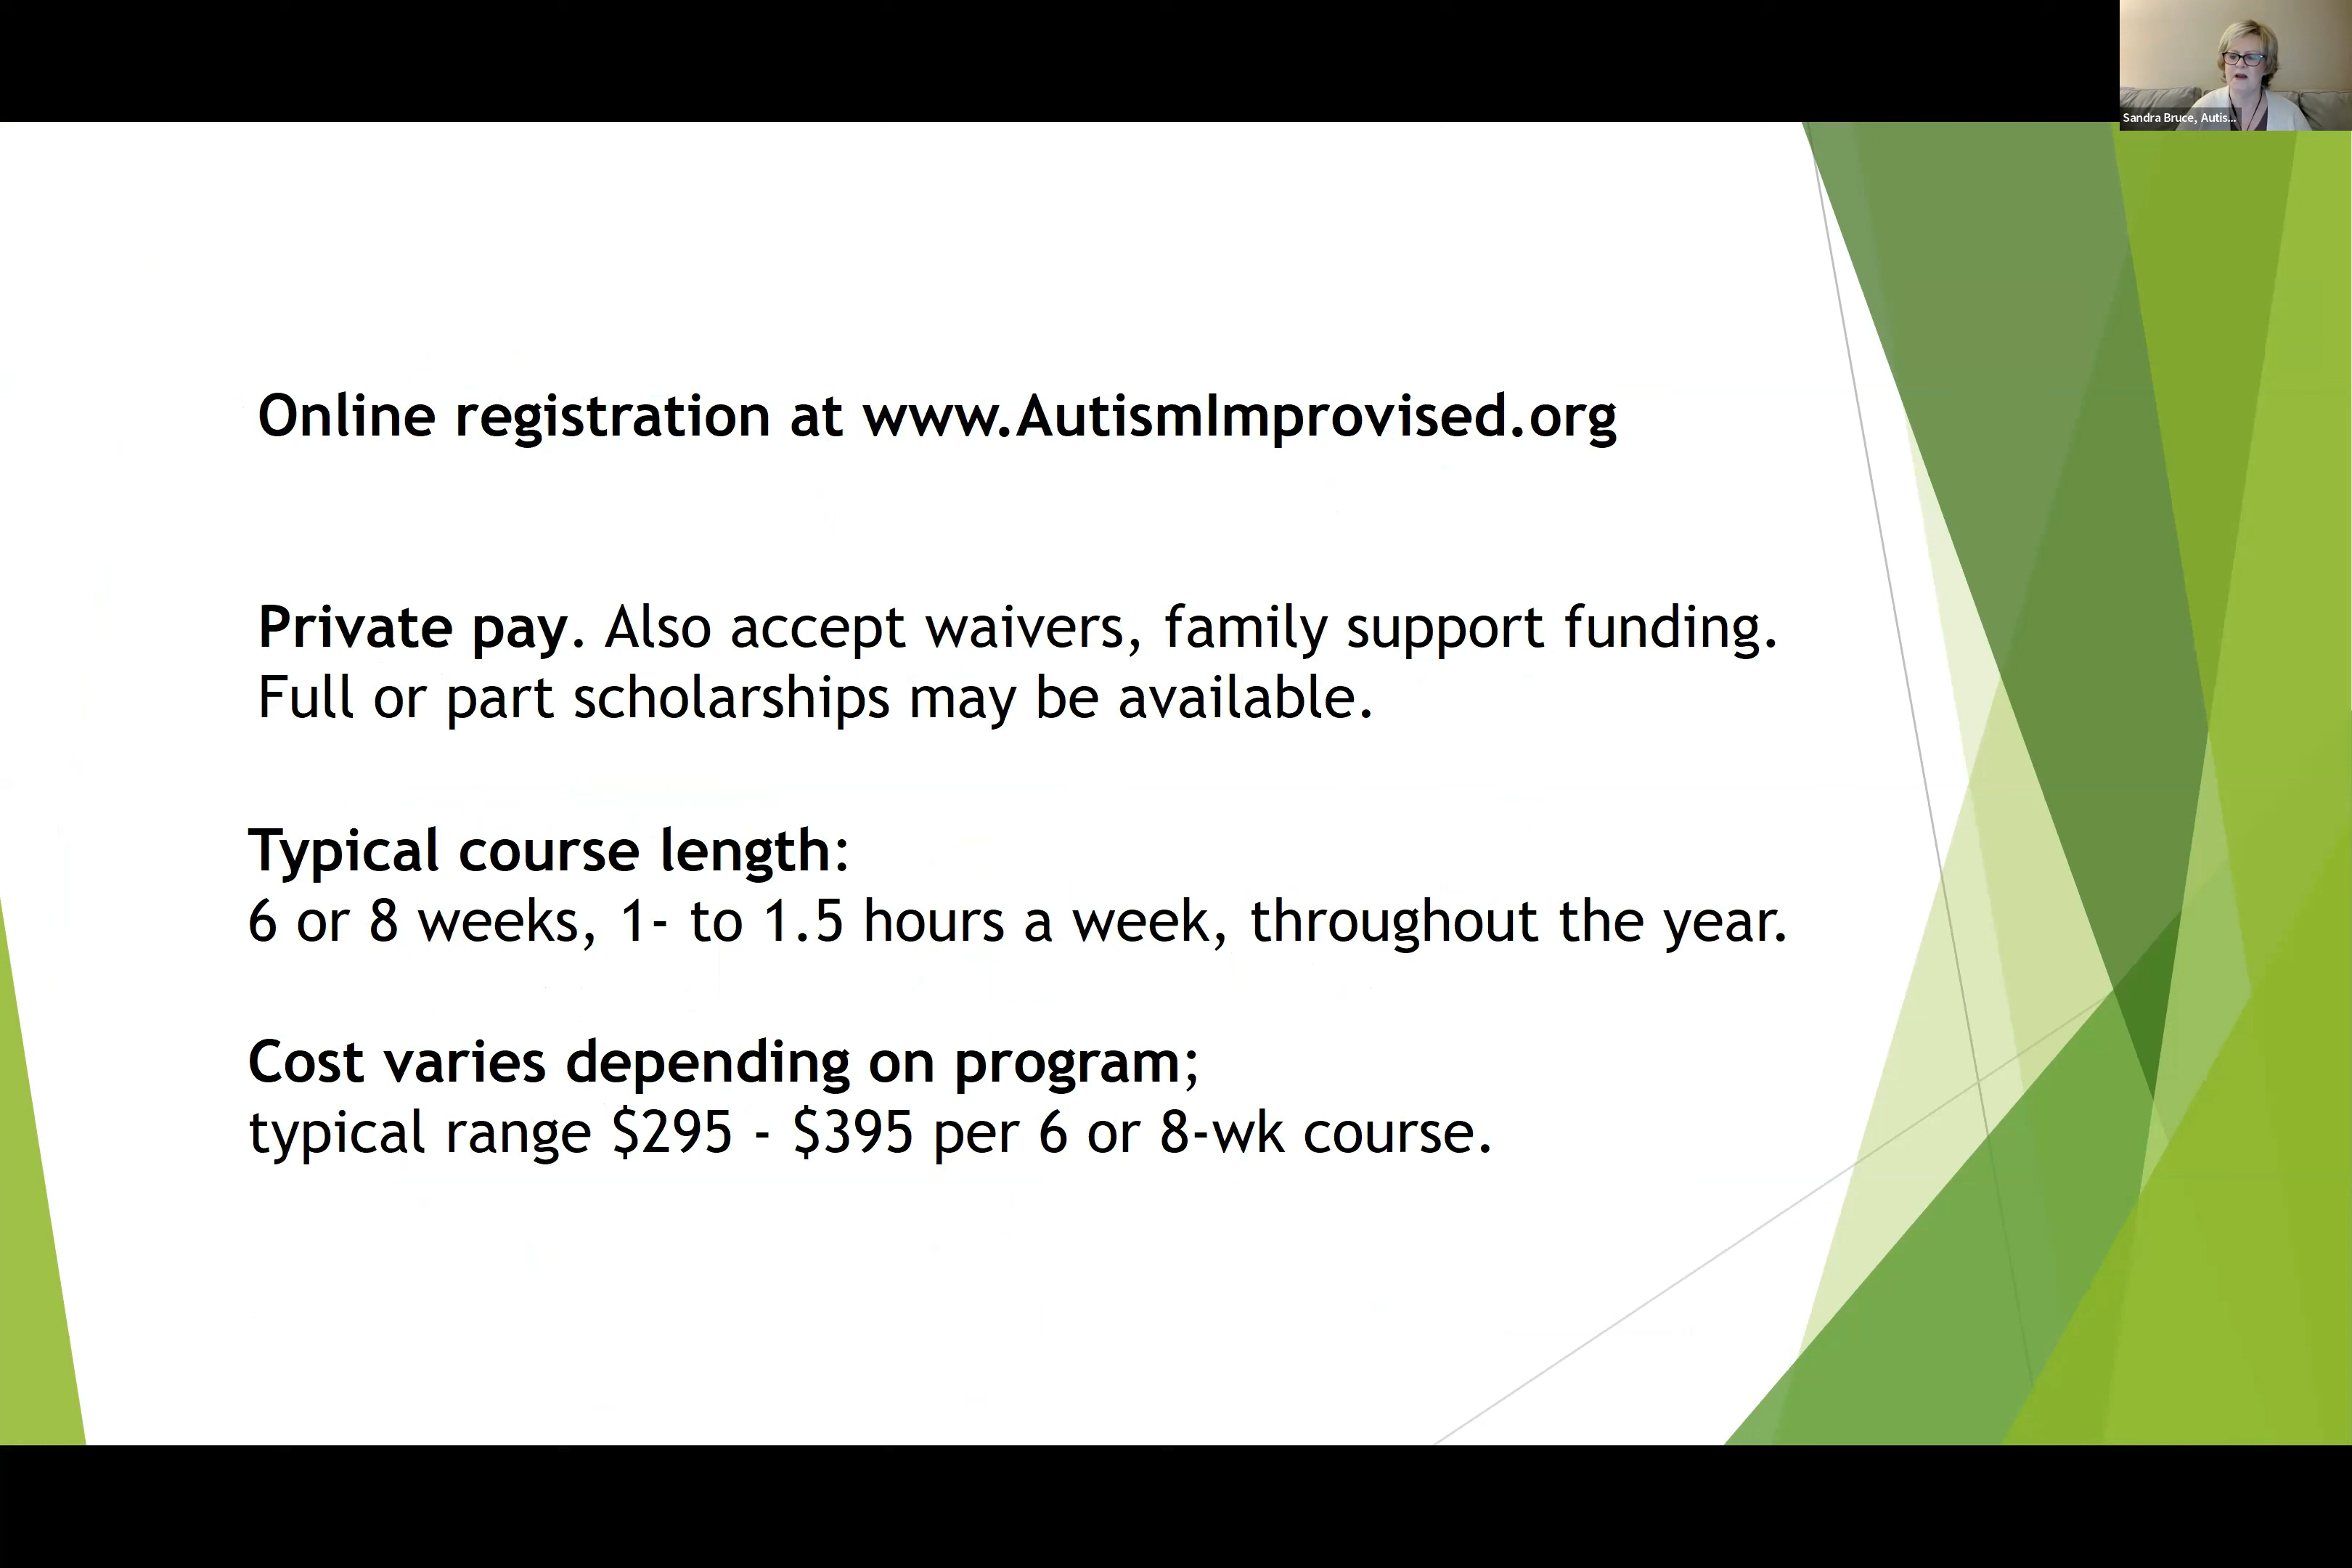 Sandra Bruce, Autis...
Online registration at www.AutismImprovised.org
Private pay. Also accept waivers, family support funding.
Full or part scholarships may be available.
Typical course length:
6 or 8 weeks, 1- to 1.5 hours a week, throughout the year.
Cost varies depending on program;
typical range $295 - $395 per 6 or 8-wk course.